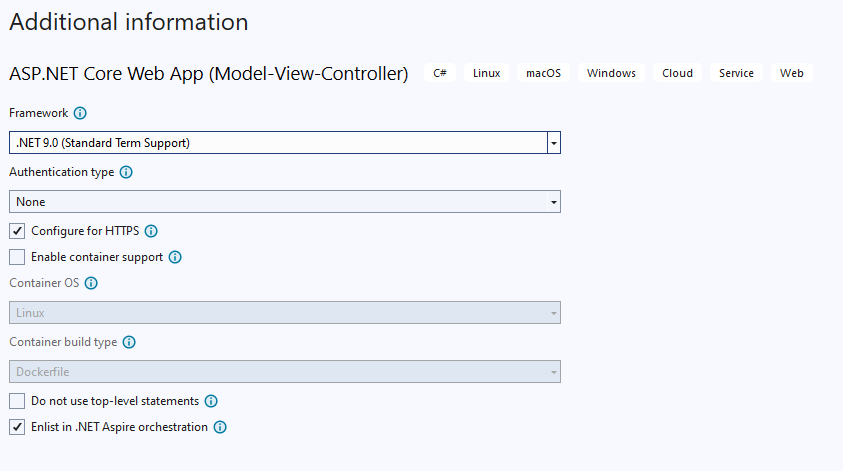 Additional information
ASP.NET Core Web App (Model-View-Controller) C# Linux macOS Windows Cloud Service Web
Framework
.NET 9.0 (Standard Term Support)
Authentication type
None
Configure for HTTPS
Enable container support
Container OS
Linux
Container build type
Dockerfile
Do not use top-level statements
Enlist in .NET Aspire orchestration